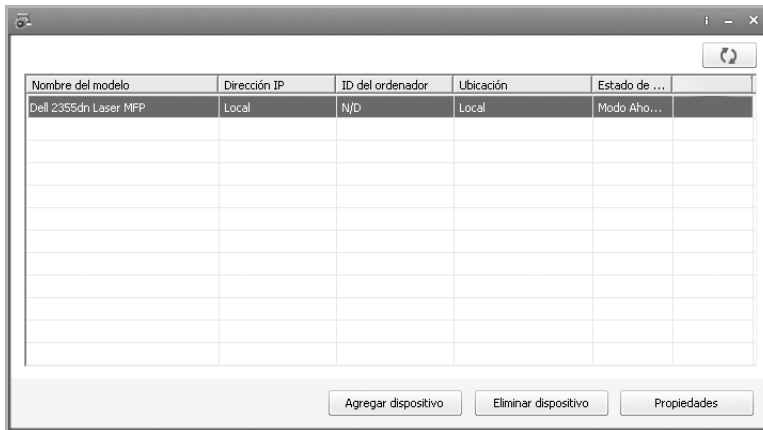 Nombre del modelo Dirección IP ID del ordenador Ubicación Estado de ...
Dell 2355dn Laser MFP Local N/D Local Modo Aho...
Agregar dispositivo Eliminar dispositivo Propiedades